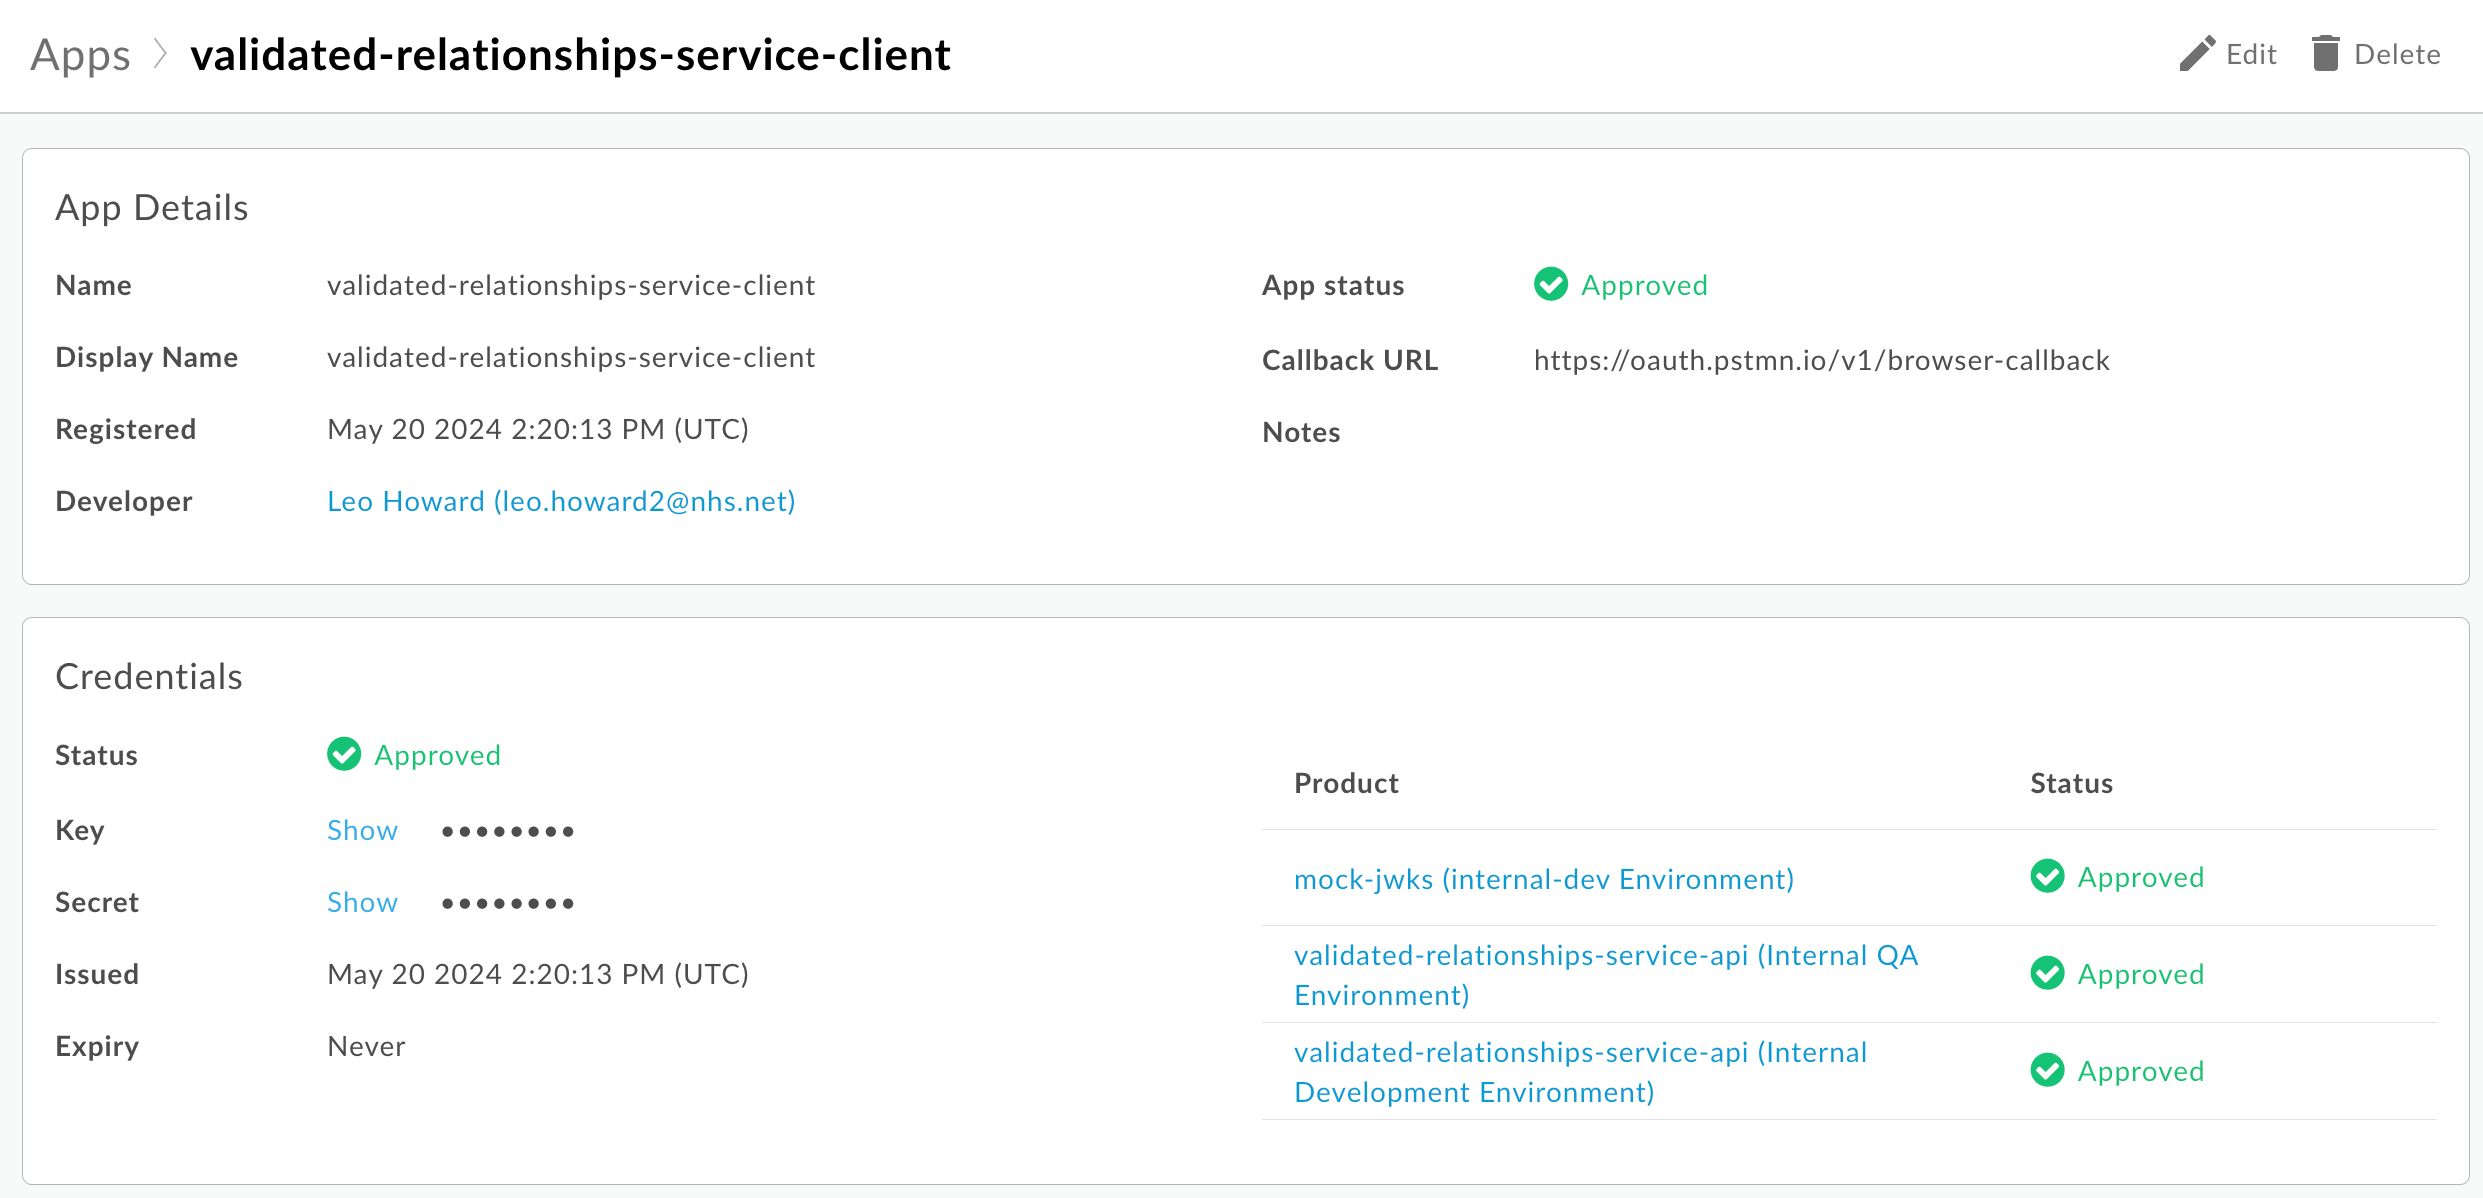 Apps > validated-relationships-service-client
Edit Delete
App Details
Name validated-relationships-service-client
Display Name validated-relationships-service-client
Registered May 20 2024 2:20:13 PM (UTC)
Developer Leo Howard (leo.howard2@nhs.net)
App status Approved
Callback URL https://oauth.pstmn.io/v1/browser-callback
Notes
Credentials
Status Approved
Key Show ••••••••
Secret Show ••••••••
Issued May 20 2024 2:20:13 PM (UTC)
Expiry Never
Product Status
mock-jwks (internal-dev Environment) Approved
validated-relationships-service-api (Internal QA
Environment) Approved
validated-relationships-service-api (Internal
Development Environment) Approved